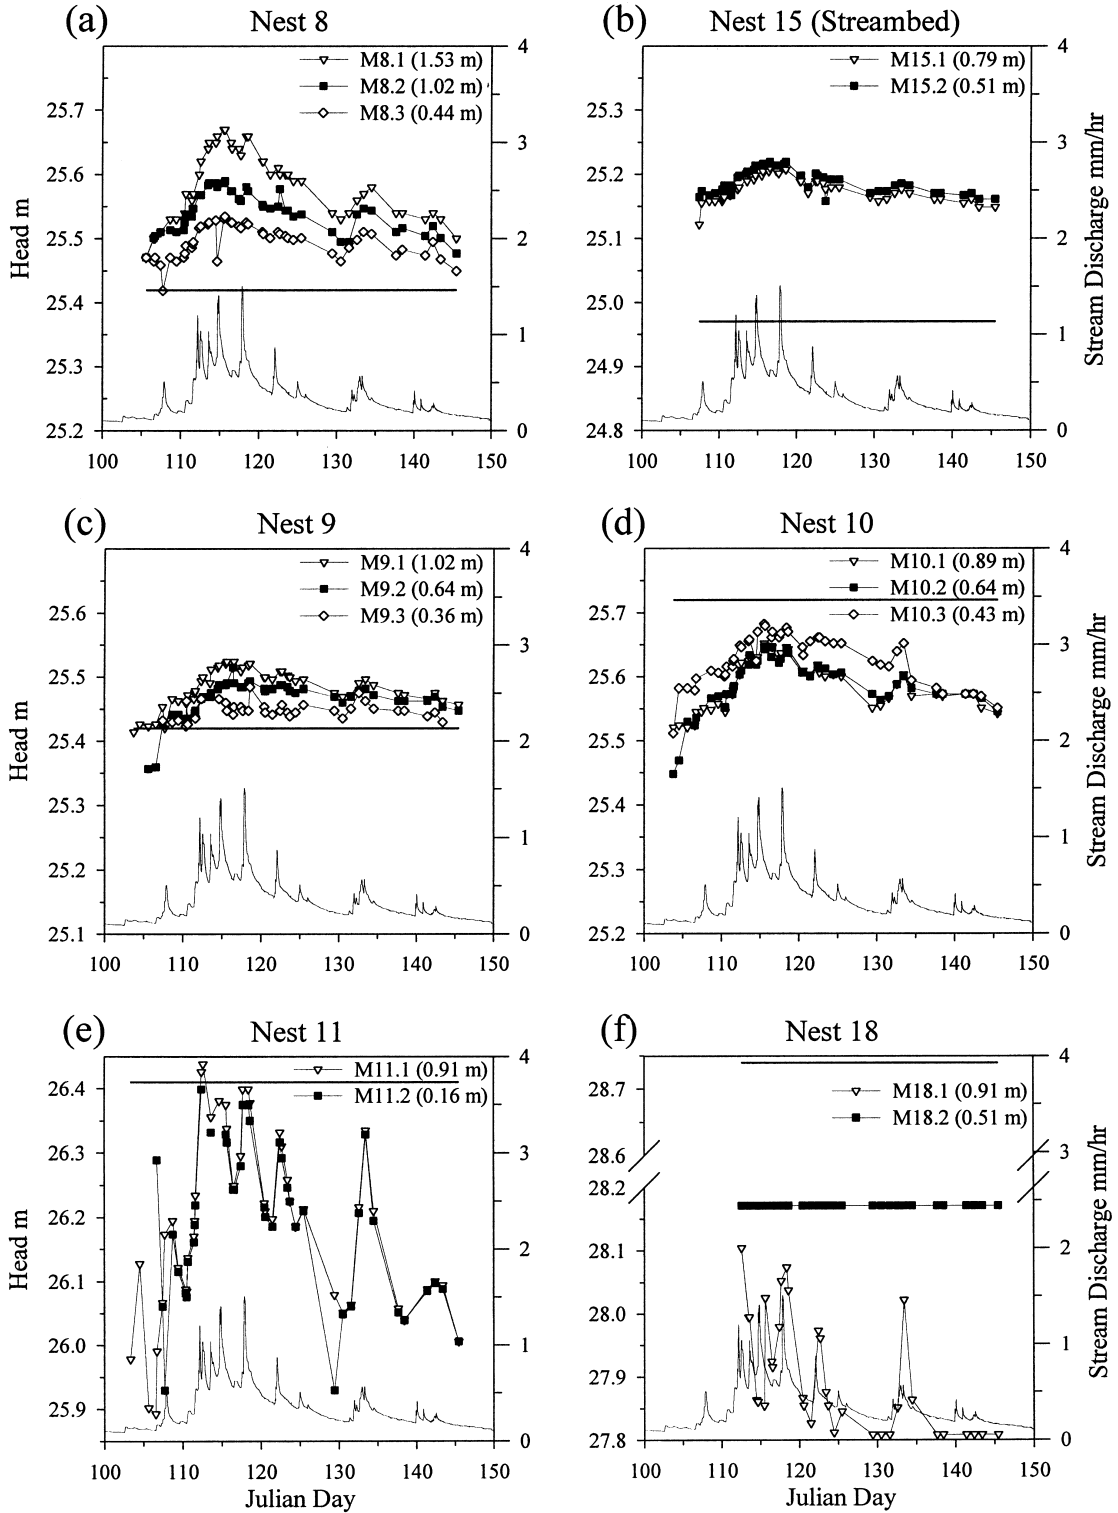 (a) Nest 8
M8.1 (1.53 m)
M8.2 (1.02 m)
M8.3 (0.44 m)
Head m
25.7
25.6
25.5
25.4
25.3
25.2
4
3
2
1
0
100 110 120 130 140 150
(b) Nest 15 (Streambed)
M15.1 (0.79 m)
M15.2 (0.51 m)
25.3
25.2
25.1
25.0
24.9
24.8
4
3
2
1
0
Stream Discharge mm/hr
100 110 120 130 140 150
(c) Nest 9
M9.1 (1.02 m)
M9.2 (0.64 m)
M9.3 (0.36 m)
Head m
25.6
25.5
25.4
25.3
25.2
25.1
4
3
2
1
0
100 110 120 130 140 150
(d) Nest 10
M10.1 (0.89 m)
M10.2 (0.64 m)
M10.3 (0.43 m)
25.7
25.6
25.5
25.4
25.3
25.2
4
3
2
1
0
Stream Discharge mm/hr
100 110 120 130 140 150
(e) Nest 11
M11.1 (0.91 m)
M11.2 (0.16 m)
Head m
26.4
26.3
26.2
26.1
26.0
25.9
4
3
2
1
0
100 110 120 130 140 150
Julian Day
(f) Nest 18
M18.1 (0.91 m)
M18.2 (0.51 m)
28.7
28.6
28.2
28.1
28.0
27.9
27.8
4
3
2
1
0
Stream Discharge mm/hr
100 110 120 130 140 150
Julian Day